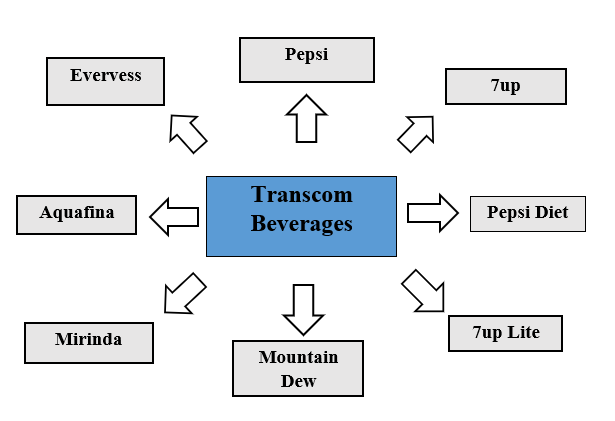 Pepsi
Evervess
7up
Transcom
Beverages
Aquafina
Pepsi Diet
Mirinda
7up Lite
Mountain
Dew